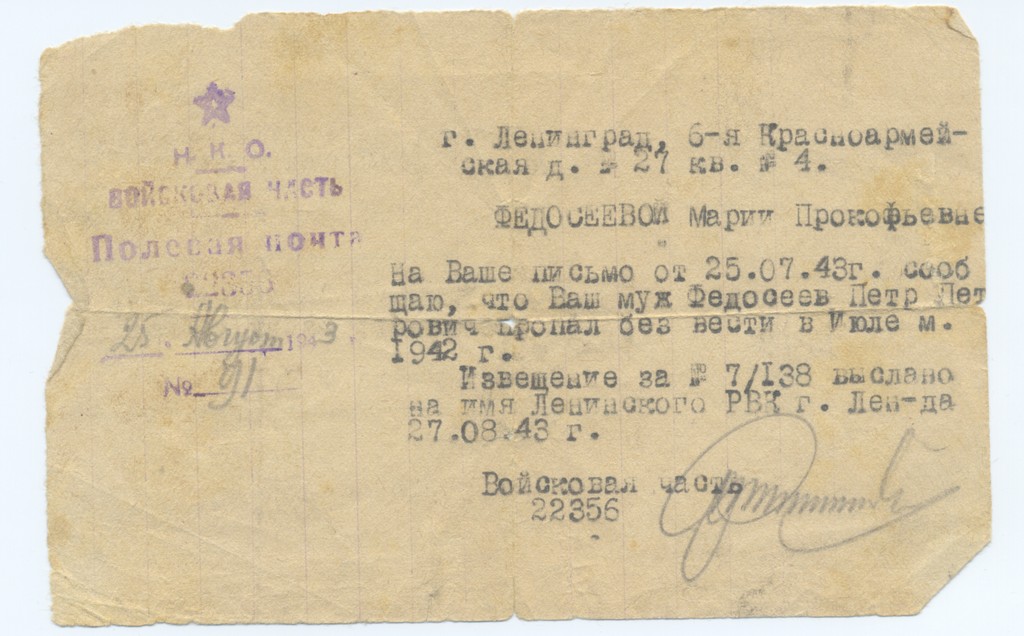 Н. К. О.
ВОЙСКОВАЯ ЧАСТЬ
Полевая почта
22356
25. Август 1943 г.
№ 91
г. Ленинград, 6-я Красноармей-
ская д. № 27 кв. № 4.
ФЕДОСЕЕВОЙ Марии Прокофьевне
На Ваше письмо от 25.07.43г. сооб
щаю, что Ваш муж Федосеев Петр Пет
рович пропал без вести в Июле м.
1942 г.
Извещение за № 7/138 выслано
на имя Ленинского РВК г. Лен-да
27.08.43 г.
Войсковая часть
22356